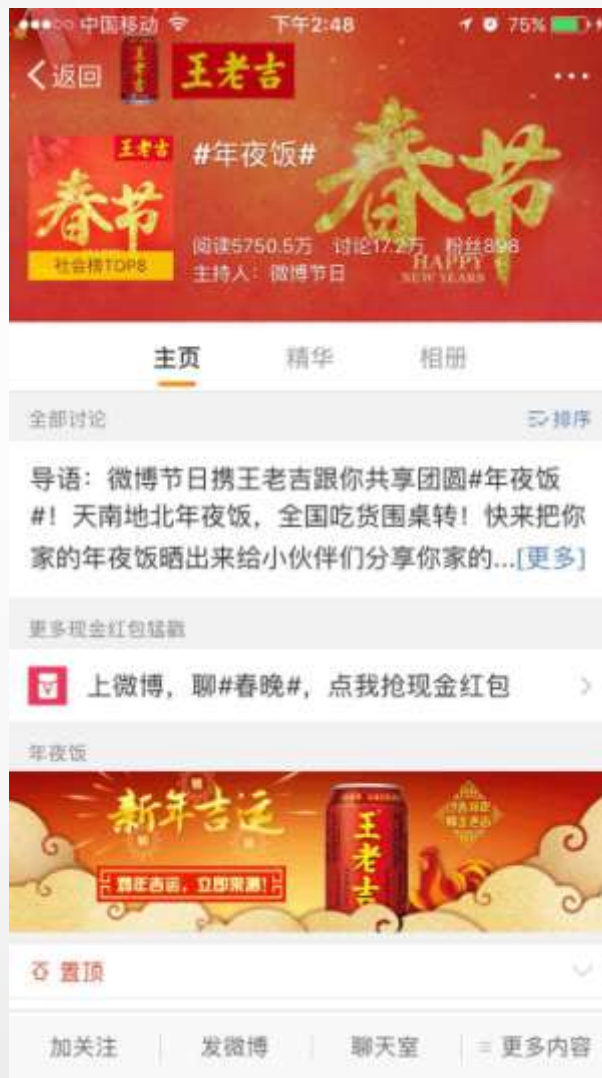 中国移动 下午2:48 75%
返回 王老吉
王老吉
春节
社会榜TOP8
#年夜饭#
春节
阅读5750.5万 讨论17.2万 粉丝898
主持人：微博节日
HAPPY
NEW YEARS
主页 精华 相册
全部讨论 排序
导语：微博节日携王老吉跟你共享团圆#年夜饭
#！天南地北年夜饭，全国吃货围桌转！快来把你
家的年夜饭晒出来给小伙伴们分享你家的...[更多]
更多现金红包猛戳
上微博，聊#春晚#，点我抢现金红包
年夜饭
新年吉运
王老吉
立即来测！
置顶
加关注 发微博 聊天室 更多内容